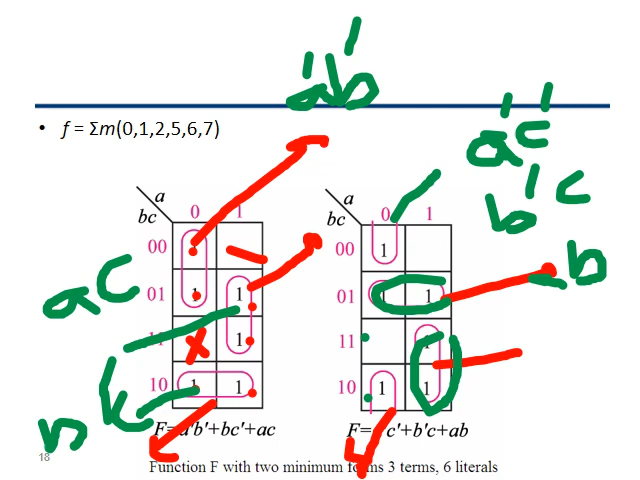 a'b'
• f = Σm(0,1,2,5,6,7)
a'c'
b'c
a
bc
0 1
00
01 1 1
11 1
10 1 1
ac
F=a'b'+bc'+ac
a
bc
0 1
00 1
01 1 1
11 1
10 1 1
ab
F= c'+b'c+ab
18
Function F with two minimum forms 3 terms, 6 literals